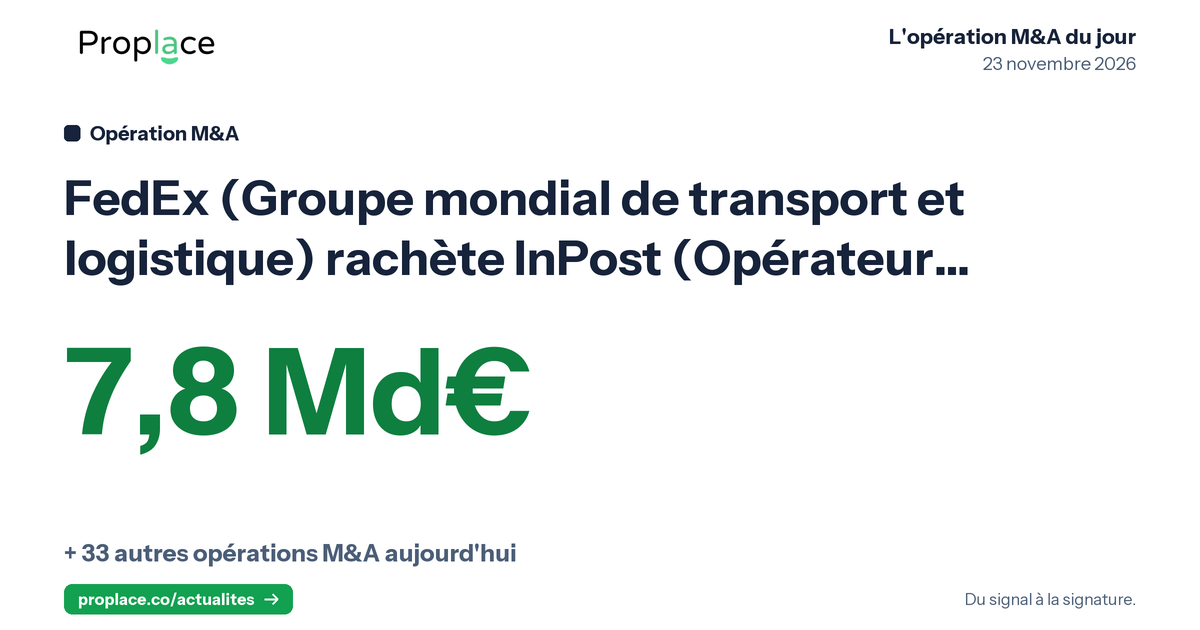 Proplace
L'opération M&A du jour
23 novembre 2026
Opération M&A
FedEx (Groupe mondial de transport et
logistique) rachète InPost (Opérateur...
7,8 Md€
+ 33 autres opérations M&A aujourd'hui
proplace.co/actualites →
Du signal à la signature.